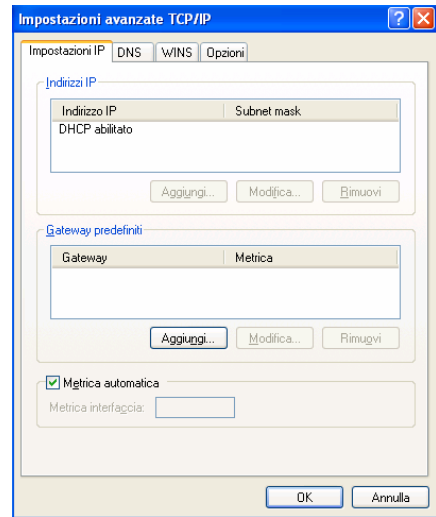 Impostazioni avanzate TCP/IP
Impostazioni IP DNS WINS Opzioni
Indirizzi IP
Indirizzo IP Subnet mask
DHCP abilitato
Aggiungi... Modifica... Rimuovi
Gateway predefiniti
Gateway Metrica
Aggiungi... Modifica... Rimuovi
Metrica automatica
Metrica interfaccia:
OK Annulla